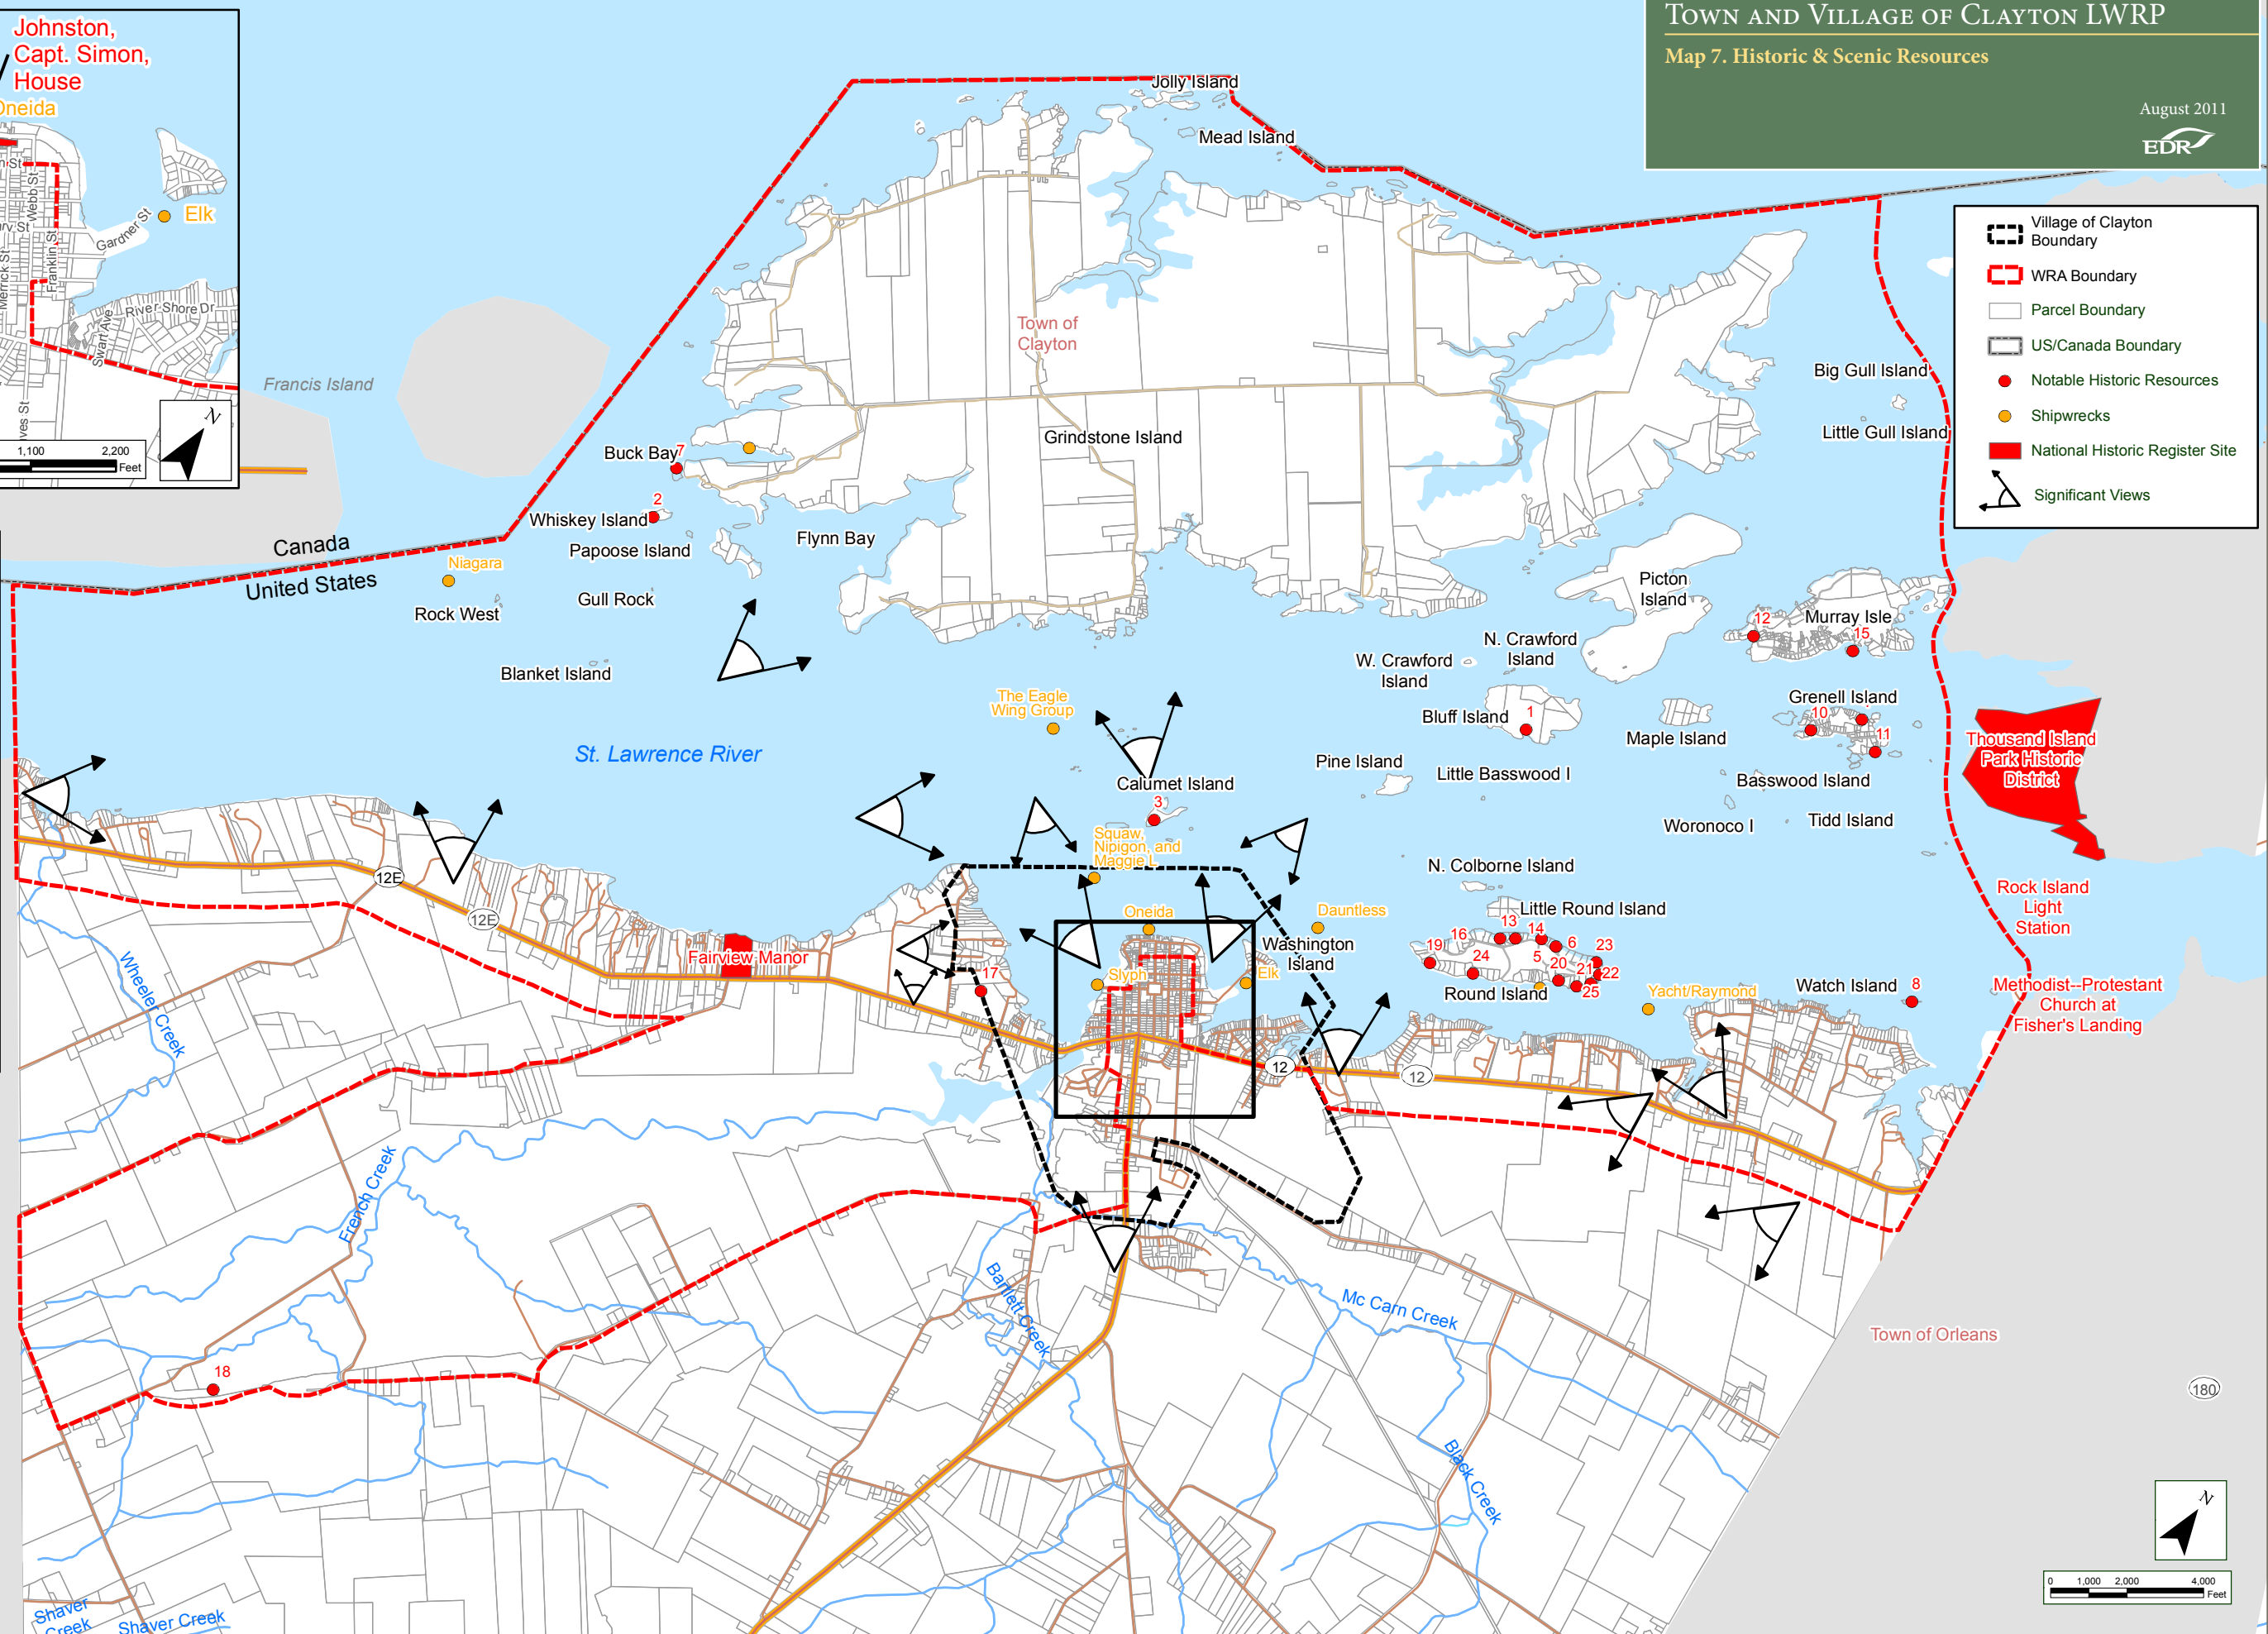 TOWN AND VILLAGE OF CLAYTON LWRP
Map 7. Historic & Scenic Resources
August 2011
EDR
Village of Clayton
Boundary
WRA Boundary
Parcel Boundary
US/Canada Boundary
Notable Historic Resources
Shipwrecks
National Historic Register Site
Significant Views
Johnston,
Capt. Simon,
House
Oneida
Elk
Webb St
Gardner St
Franklin St
Merrick St
River Shore Dr
Swart Ave
N
1,100 2,200
Feet
Francis Island
Canada
United States
Jolly Island
Mead Island
Town of
Clayton
Big Gull Island
Little Gull Island
Grindstone Island
Buck Bay
7
2
Whiskey Island
Papoose Island
Flynn Bay
Niagara
Rock West
Gull Rock
Blanket Island
Picton
Island
N. Crawford
Island
W. Crawford
Island
12
Murray Isle
15
The Eagle
Wing Group
St. Lawrence River
Bluff Island
1
Maple Island
Grenell Island
10
11
Thousand Island
Park Historic
District
Pine Island
Little Basswood I
Basswood Island
Calumet Island
3
Woronoco I
Tidd Island
Squaw,
Nipigon, and
Maggie L
N. Colborne Island
Little Round Island
Rock Island
Light
Station
12E
12E
Oneida
Dauntless
Washington
Island
13
14
16
19
6
23
24
5
20
21
22
25
Round Island
Fairview Manor
17
Slyph
Elk
Yacht/Raymond
Watch Island
8
Methodist--Protestant
Church at
Fisher's Landing
Wheeler Creek
12
12
French Creek
Bartlett Creek
Mc Carn Creek
Town of Orleans
18
180
Black Creek
N
0 1,000 2,000 4,000
Feet
Shaver
Creek
Shaver Creek